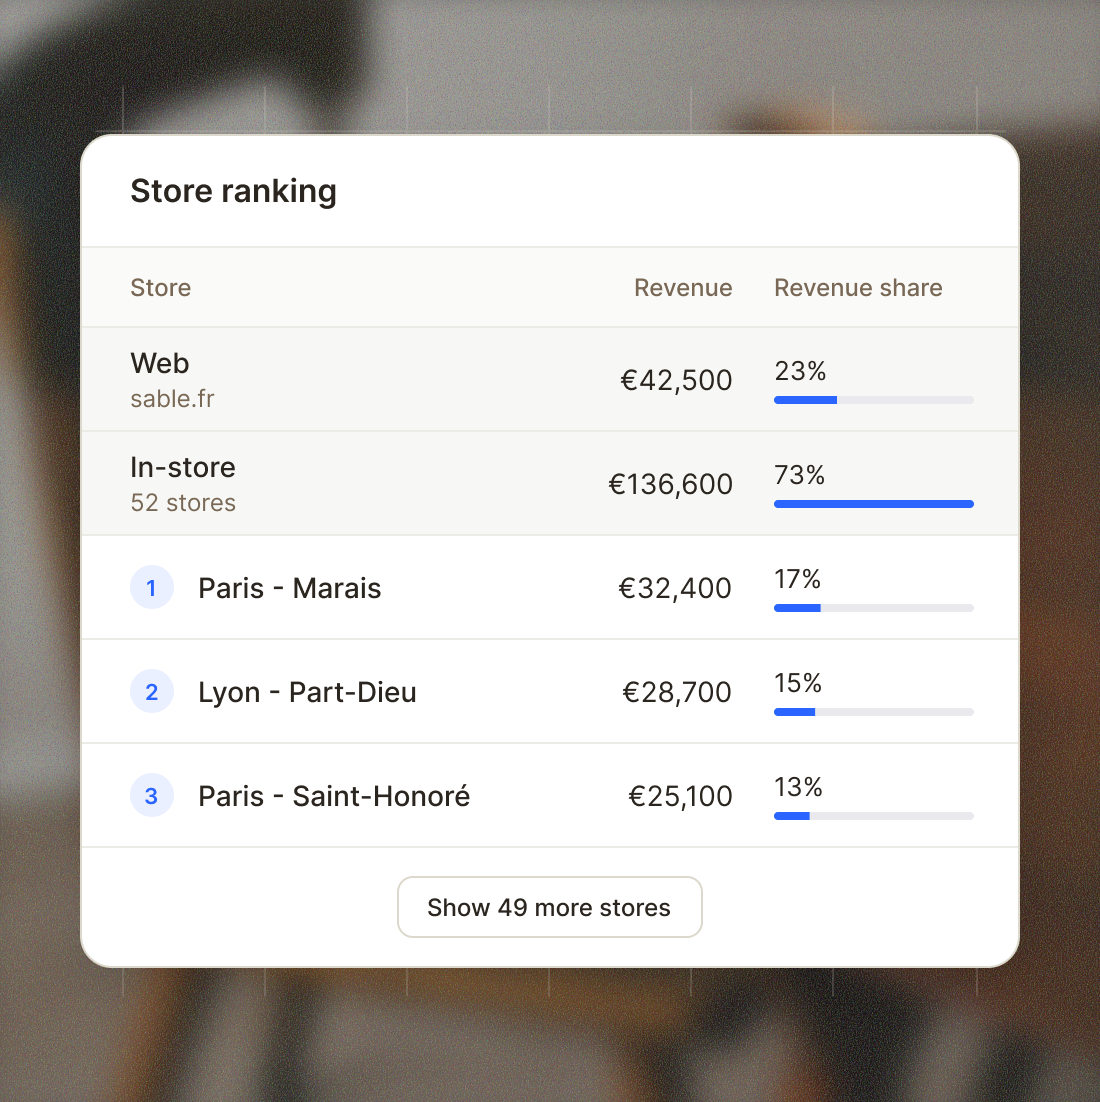 Store ranking
Store Revenue Revenue share
Web
sable.fr
€42,500
23%
In-store
52 stores
€136,600
73%
1 Paris - Marais €32,400 17%
2 Lyon - Part-Dieu €28,700 15%
3 Paris - Saint-Honoré €25,100 13%
Show 49 more stores